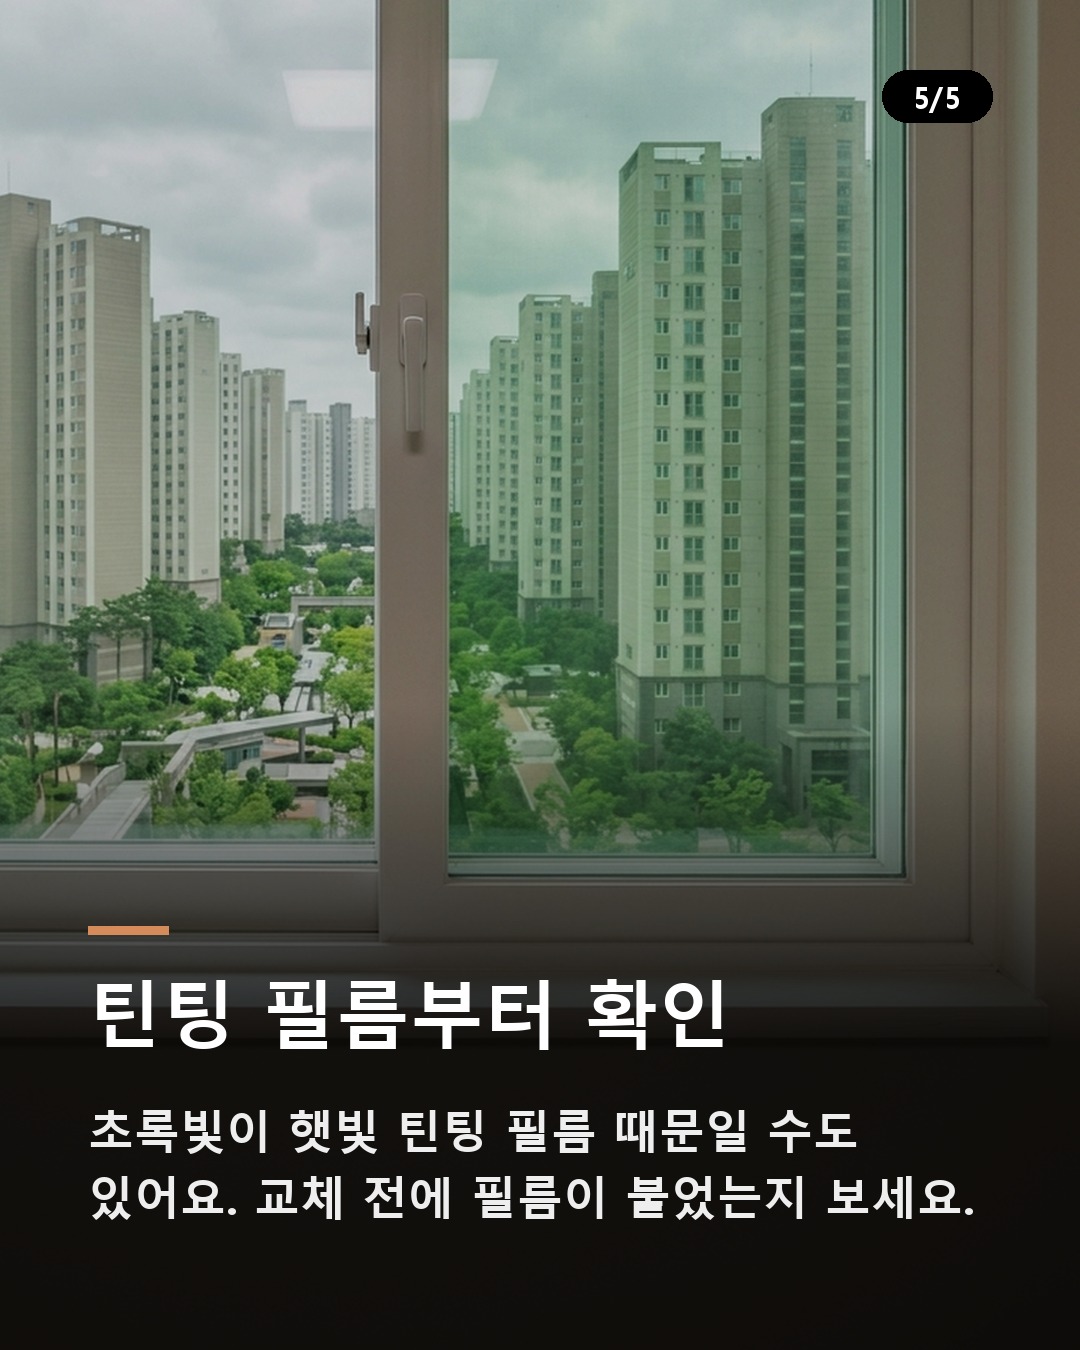 5/5
틴팅 필름부터 확인
초록빛이 햇빛 틴팅 필름 때문일 수도
있어요. 교체 전에 필름이 붙었는지 보세요.